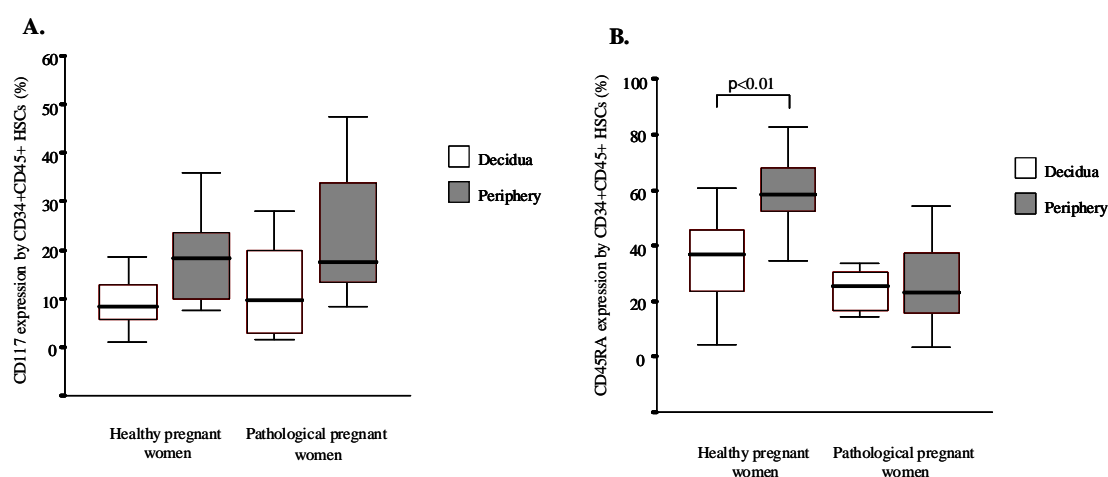 A.
CD117 expression by CD34+CD45+ HSCs (%)
60
50
40
30
20
10
0
Decidua
Periphery
Healthy pregnant
women
Pathological pregnant
women
B.
CD45RA expression by CD34+CD45+ HSCs (%)
100
80
60
40
20
0
p<0.01
Decidua
Periphery
Healthy pregnant
women
Pathological pregnant
women